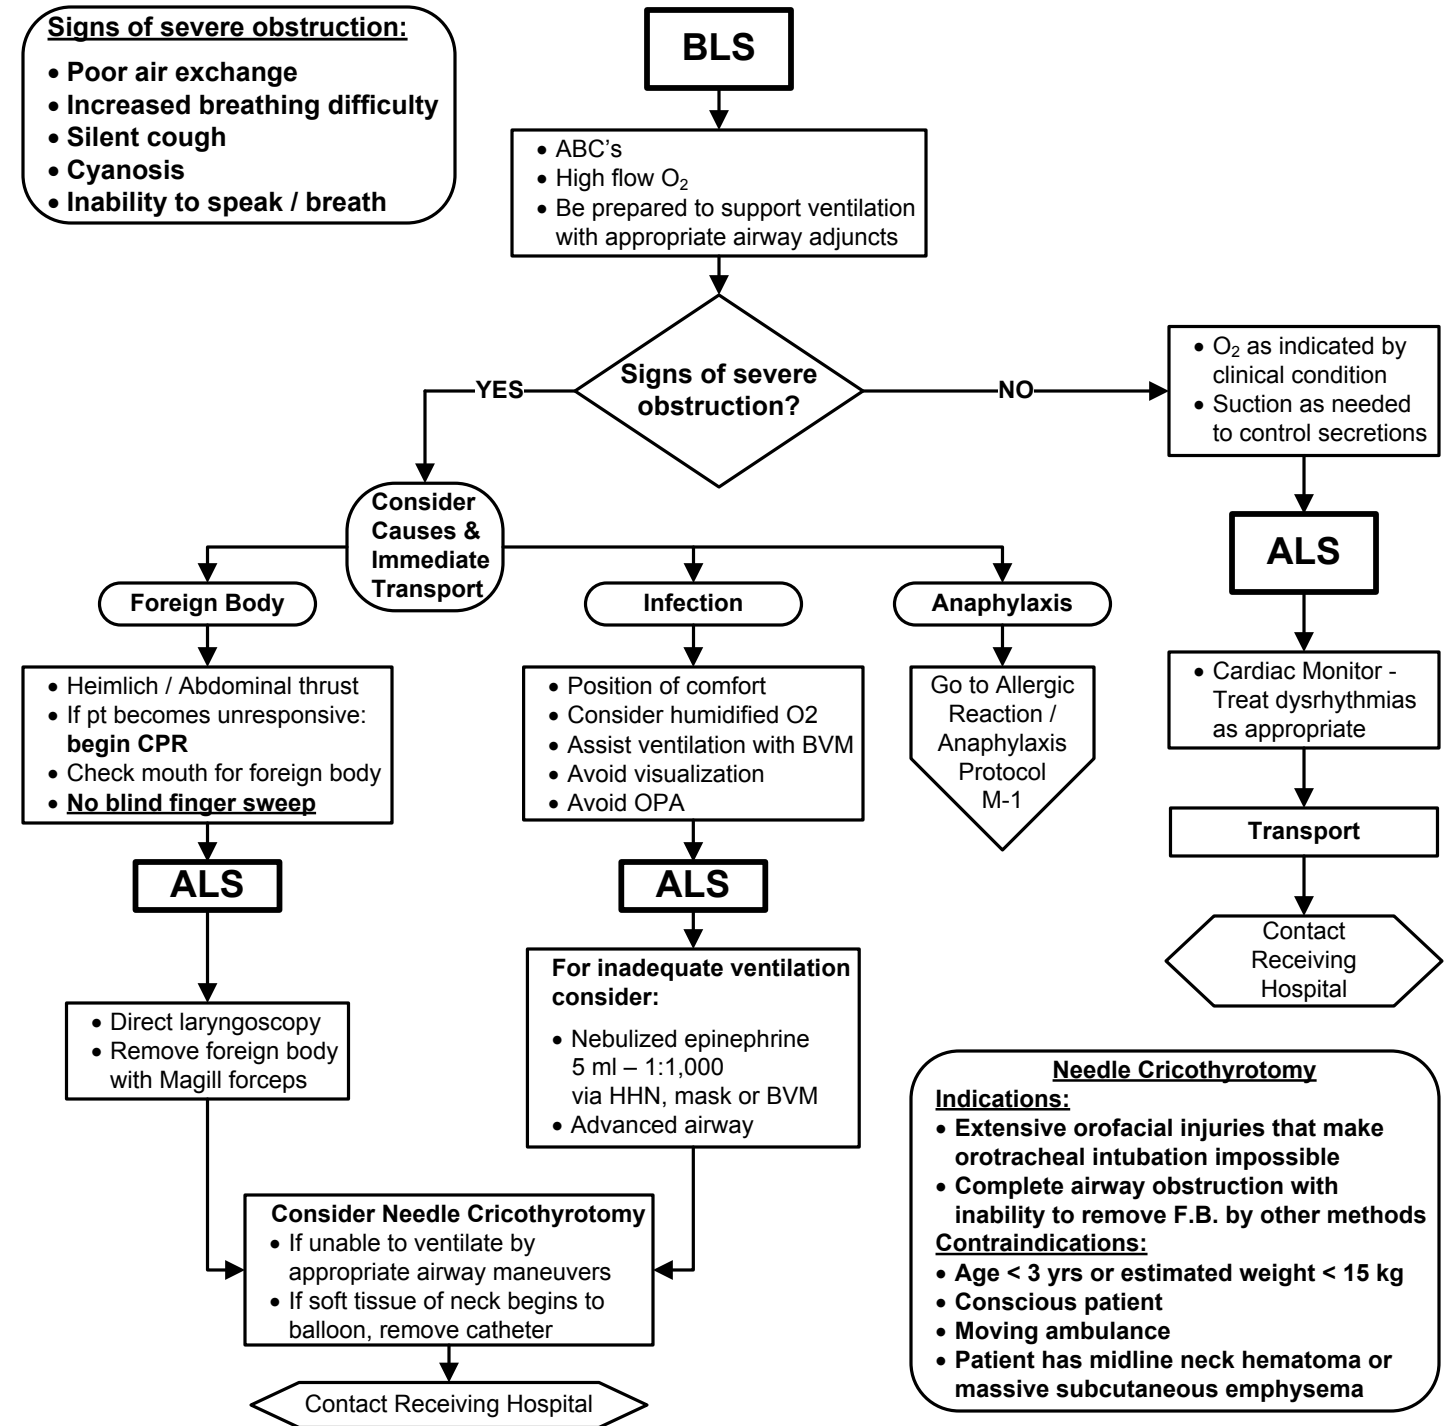 Signs of severe obstruction:
• Poor air exchange
• Increased breathing difficulty
• Silent cough
• Cyanosis
• Inability to speak / breath
BLS
• ABC’s
• High flow O₂
• Be prepared to support ventilation
with appropriate airway adjuncts
Signs of severe
obstruction?
YES
NO
• O₂ as indicated by
clinical condition
• Suction as needed
to control secretions
ALS
• Cardiac Monitor -
Treat dysrhythmias
as appropriate
Transport
Contact
Receiving
Hospital
Consider
Causes &
Immediate
Transport
Foreign Body
• Heimlich / Abdominal thrust
• If pt becomes unresponsive:
begin CPR
• Check mouth for foreign body
• No blind finger sweep
ALS
• Direct laryngoscopy
• Remove foreign body
with Magill forceps
Infection
• Position of comfort
• Consider humidified O2
• Assist ventilation with BVM
• Avoid visualization
• Avoid OPA
ALS
For inadequate ventilation
consider:
• Nebulized epinephrine
5 ml – 1:1,000
via HHN, mask or BVM
• Advanced airway
Anaphylaxis
Go to Allergic
Reaction /
Anaphylaxis
Protocol
M-1
Consider Needle Cricothyrotomy
• If unable to ventilate by
appropriate airway maneuvers
• If soft tissue of neck begins to
balloon, remove catheter
Contact Receiving Hospital
Needle Cricothyrotomy
Indications:
• Extensive orofacial injuries that make
orotracheal intubation impossible
• Complete airway obstruction with
inability to remove F.B. by other methods
Contraindications:
• Age < 3 yrs or estimated weight < 15 kg
• Conscious patient
• Moving ambulance
• Patient has midline neck hematoma or
massive subcutaneous emphysema